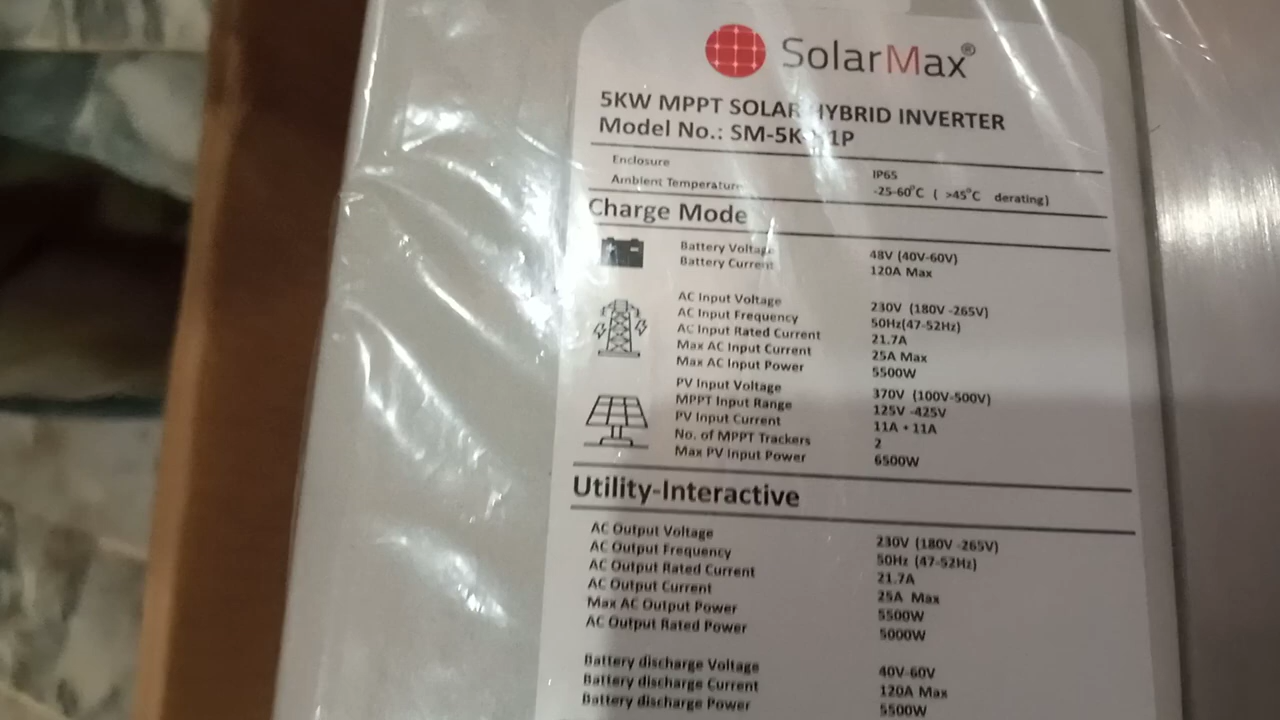 SolarMax®
5KW MPPT SOLAR HYBRID INVERTER
Model No.: SM-5K
Enclosure IP65
Ambient Temperature -25-60°C ( >45°C derating)
Charge Mode
Battery Voltage 48V (40V-60V)
Battery Current 120A Max
AC Input Voltage 230V (180V -265V)
AC Input Frequency 50Hz(47-52Hz)
AC Input Rated Current 21.7A
Max AC Input Current 25A Max
Max AC Input Power 5500W
PV Input Voltage 370V (100V-500V)
MPPT Input Range 125V -425V
PV Input Current 11A + 11A
No. of MPPT Trackers 2
Max PV Input Power 6500W
Utility-Interactive
AC Output Voltage 230V (180V -265V)
AC Output Frequency 50Hz (47-52Hz)
AC Output Rated Current 21.7A
AC Output Current 25A Max
Max AC Output Power 5500W
AC Output Rated Power 5000W
Battery discharge Voltage 40V-60V
Battery discharge Current 120A Max
Battery discharge Power 5500W